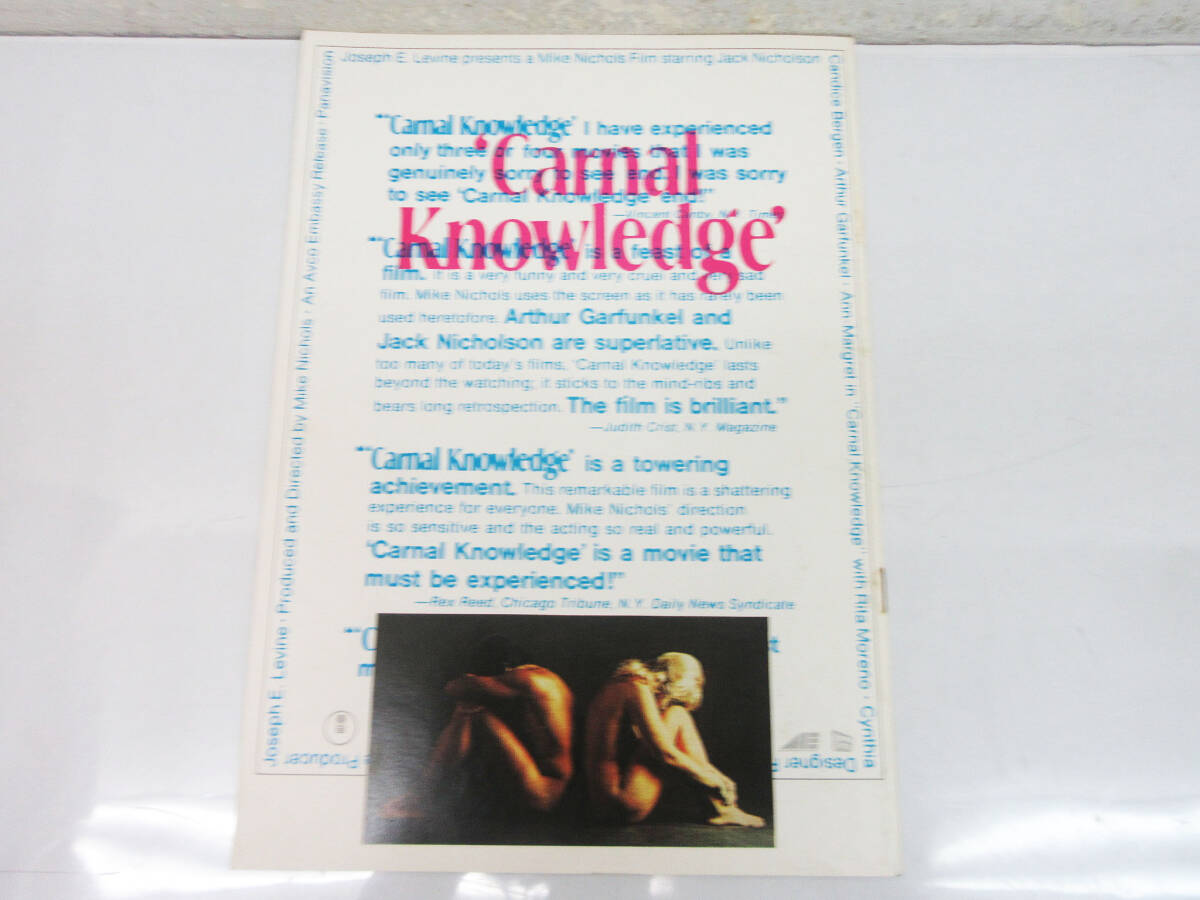 Joseph E. Levine presents a Mike Nichols Film starring Jack Nicholson
Candice Bergen · Arthur Garfunkel · Ann Margret in "Carnal Knowledge" with Rita Moreno · Cynthia
Designer
e Producer
Joseph E. Levine · Produced and Directed by Mike Nichols · An Avco Embassy Release · Panavision
'Carnal
Knowledge'
"'Carnal Knowledge' I have experienced
only three or four movies that I was
genuinely sorry to see end. I was sorry
to see 'Carnal Knowledge' end!"
—Vincent Canby, N.Y. Times
"'Carnal Knowledge' is a feast of a
film. It is a very funny and very cruel and very sad
film. Mike Nichols uses the screen as it has rarely been
used heretofore. Arthur Garfunkel and
Jack Nicholson are superlative. Unlike
too many of today's films, 'Carnal Knowledge' lasts
beyond the watching; it sticks to the mind-ribs and
bears long retrospection. The film is brilliant."
—Judith Crist, N.Y. Magazine
"'Carnal Knowledge' is a towering
achievement. This remarkable film is a shattering
experience for everyone. Mike Nichols' direction
is so sensitive and the acting so real and powerful.
'Carnal Knowledge' is a movie that
must be experienced!"
—Rex Reed, Chicago Tribune, N.Y. Daily News Syndicate